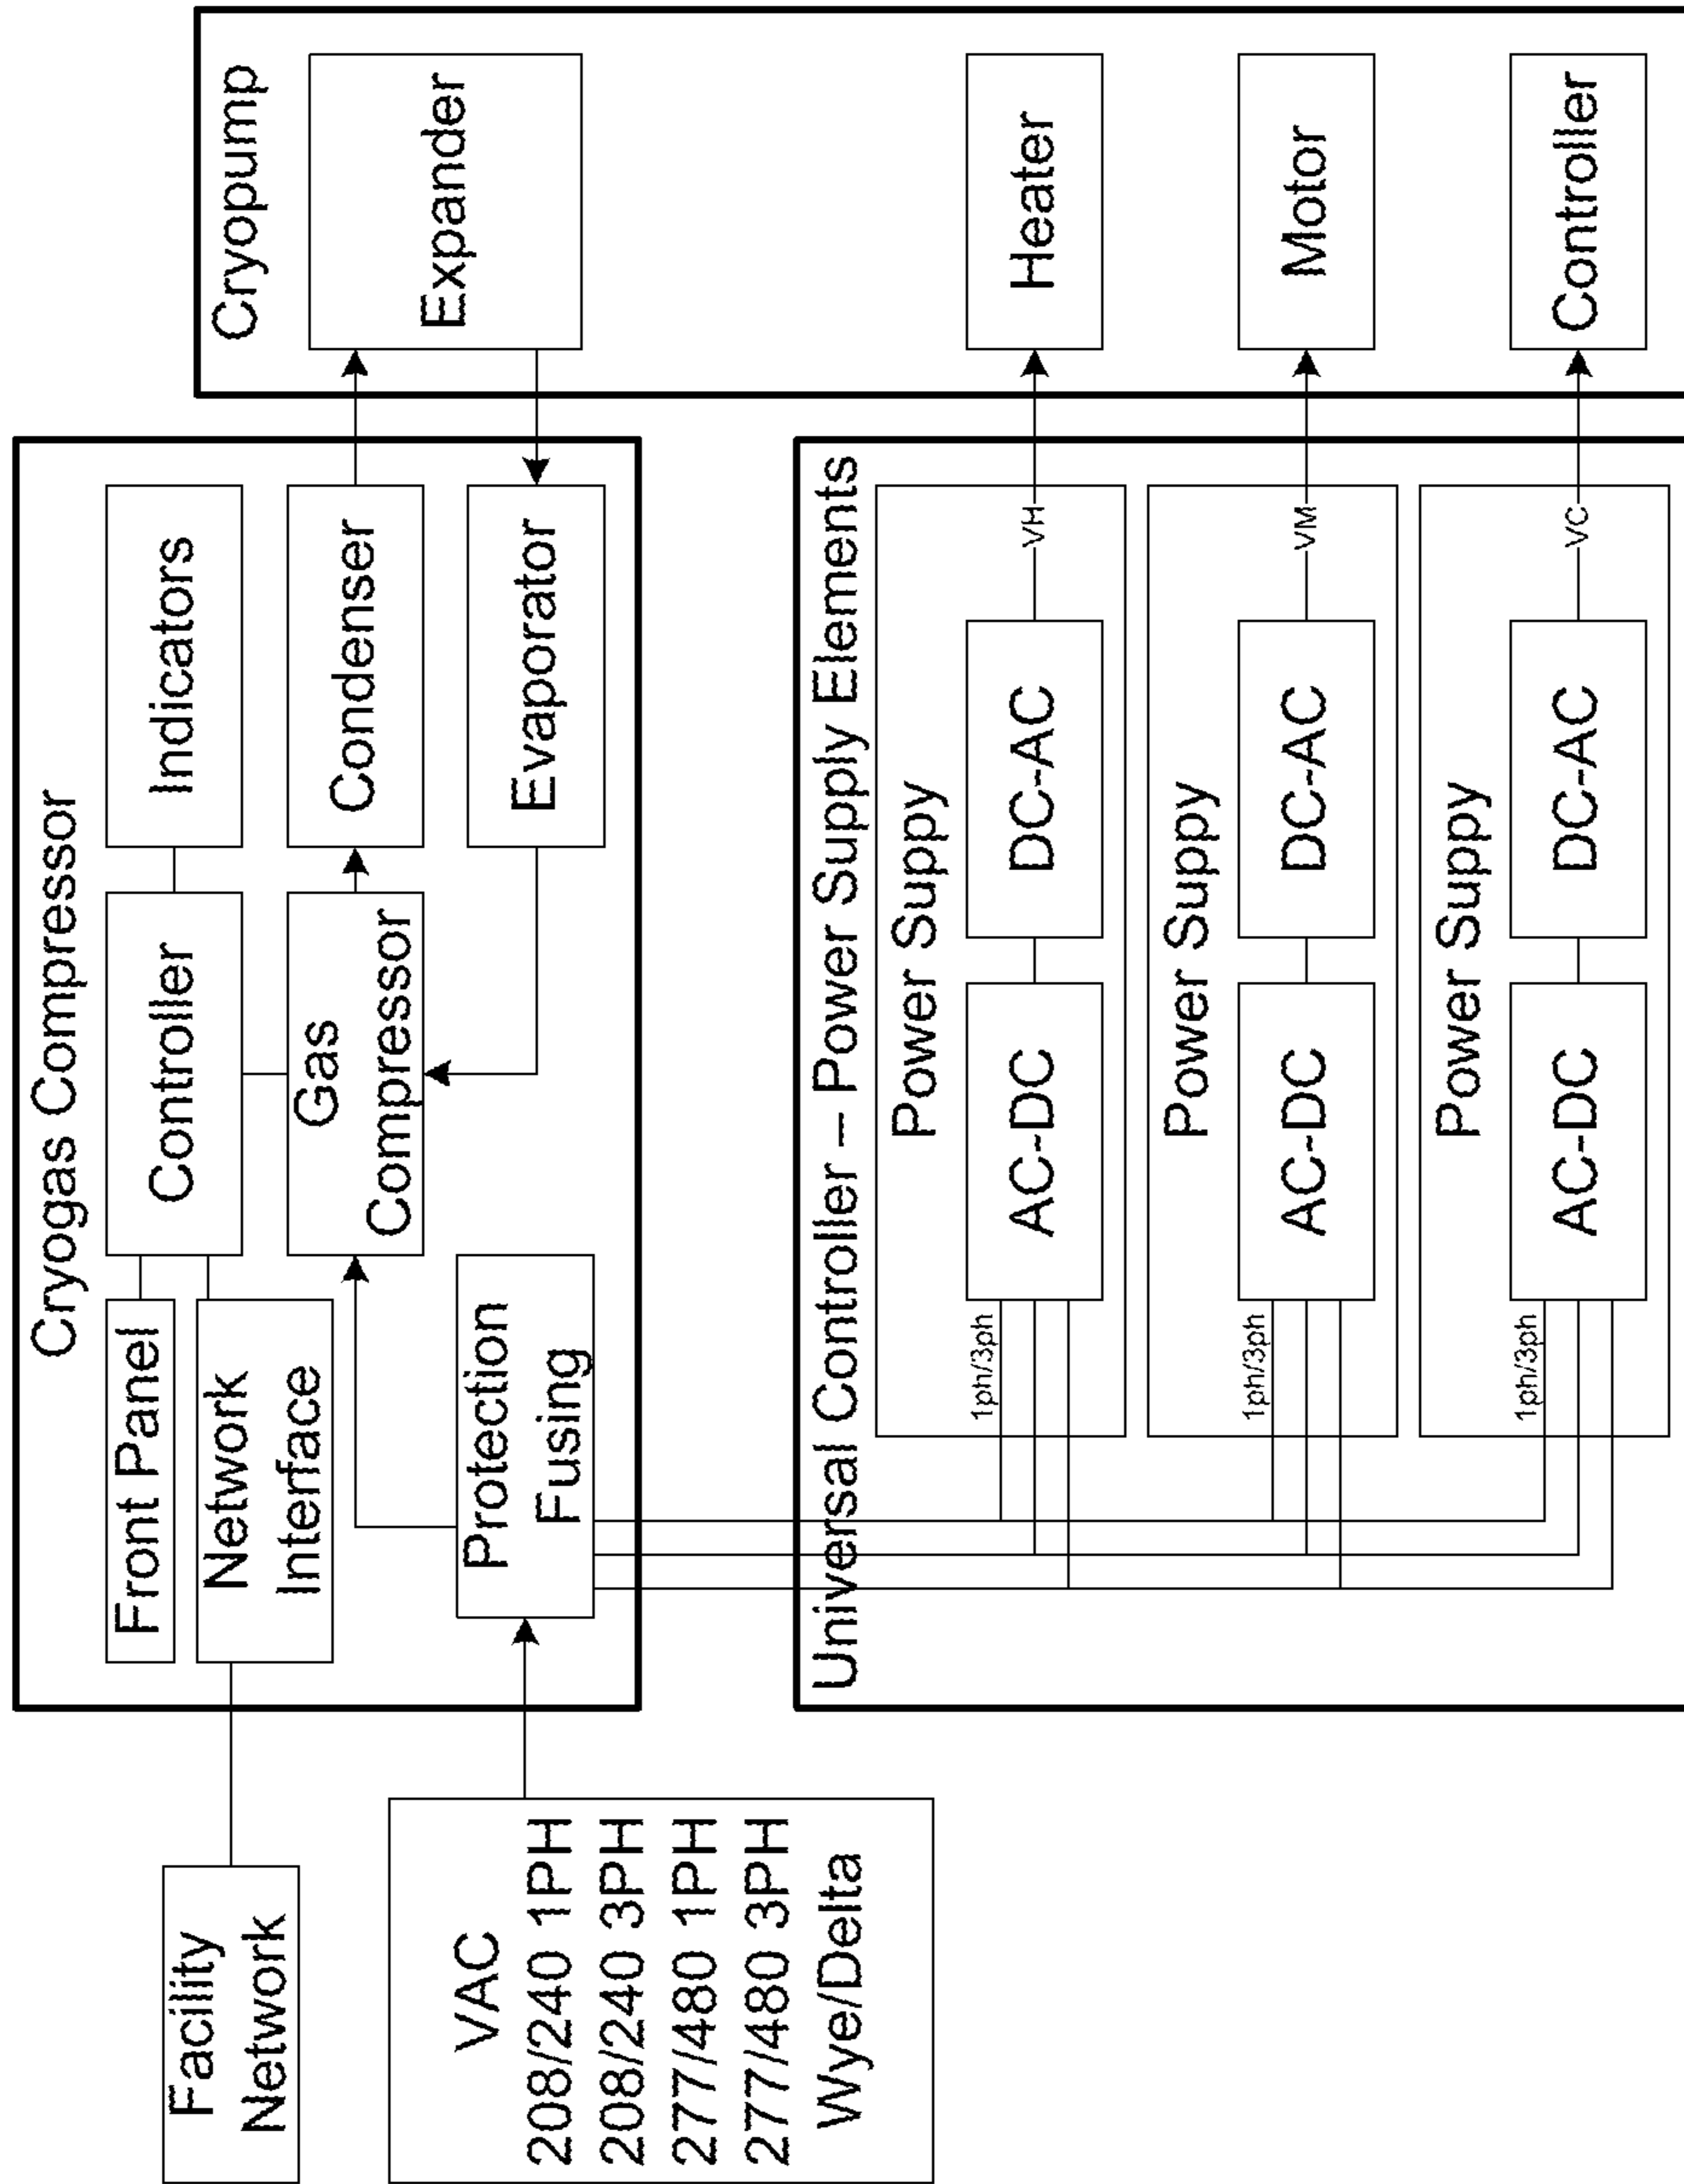 Facility
Network
VAC
208/240 1PH
208/240 3PH
277/480 1PH
277/480 3PH
Wye/Delta
Cryogas Compressor
Front Panel
Network
Interface
Controller
Indicators
Gas
Compressor
Condenser
Protection
Fusing
Evaporator
Cryopump
Expander
Heater
Motor
Controller
Universal Controller – Power Supply Elements
Power Suppy
1ph/3ph
AC-DC
DC-AC
VH
Power Suppy
1ph/3ph
AC-DC
DC-AC
VM
Power Suppy
1ph/3ph
AC-DC
DC-AC
VC